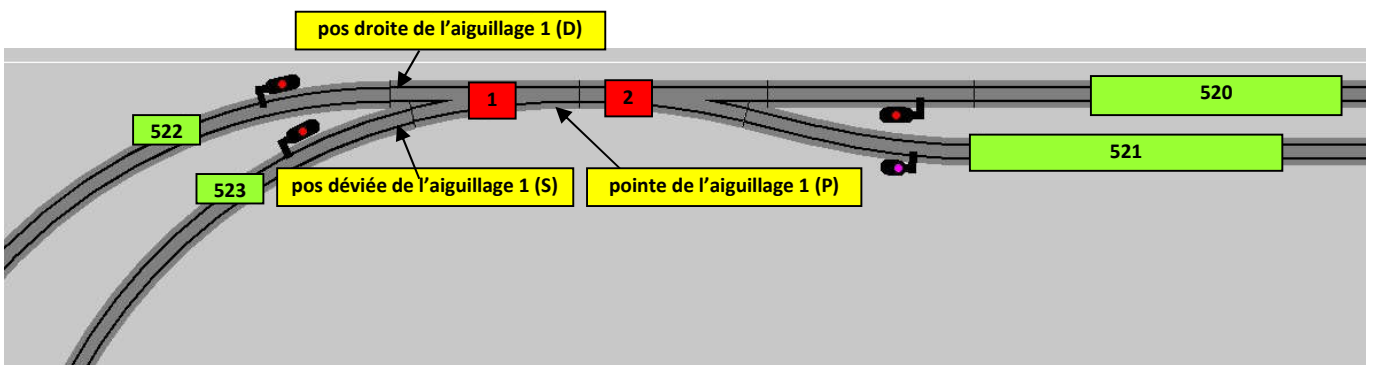 pos droite de l’aiguillage 1 (D)
1
2
520
522
521
523
pos déviée de l’aiguillage 1 (S)
pointe de l’aiguillage 1 (P)